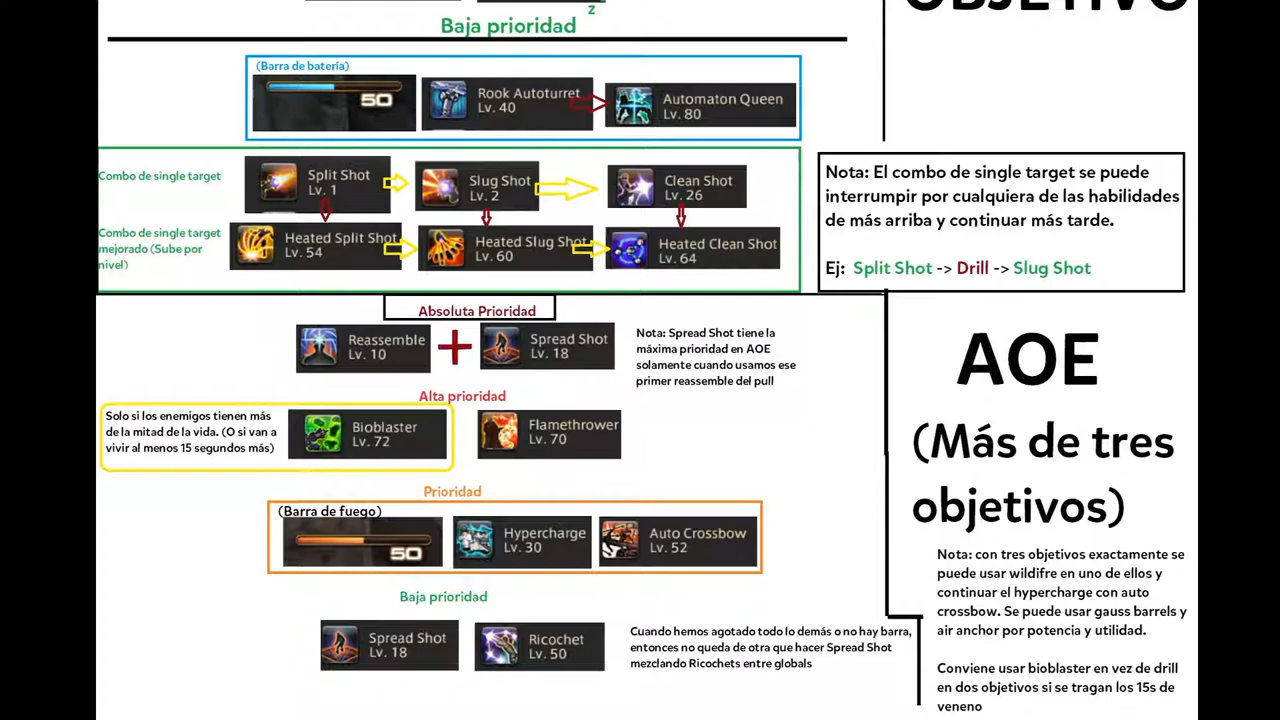 OBJETIVO
z
Baja prioridad
(Barra de batería)
50
Rook Autoturret
Lv. 40
Automaton Queen
Lv. 80
Combo de single target
Split Shot
Lv. 1
Slug Shot
Lv. 2
Clean Shot
Lv. 26
Combo de single target
mejorado (Sube por
nivel)
Heated Split Shot
Lv. 54
Heated Slug Shot
Lv. 60
Heated Clean Shot
Lv. 64
Nota: El combo de single target se puede
interrumpir por cualquiera de las habilidades
de más arriba y continuar más tarde.
Ej: Split Shot -> Drill -> Slug Shot
Absoluta Prioridad
Reassemble
Lv. 10
Spread Shot
Lv. 18
Nota: Spread Shot tiene la
máxima prioridad en AOE
solamente cuando usamos ese
primer reassemble del pull
Alta prioridad
Solo si los enemigos tienen más
de la mitad de la vida. (O si van a
vivir al menos 15 segundos más)
Bioblaster
Lv. 72
Flamethrower
Lv. 70
Prioridad
(Barra de fuego)
50
Hypercharge
Lv. 30
Auto Crossbow
Lv. 52
Baja prioridad
Spread Shot
Lv. 18
Ricochet
Lv. 50
Cuando hemos agotado todo lo demás o no hay barra,
entonces no queda de otra que hacer Spread Shot
mezclando Ricochets entre globals
AOE
(Más de tres
objetivos)
Nota: con tres objetivos exactamente se
puede usar wildifre en uno de ellos y
continuar el hypercharge con auto
crossbow. Se puede usar gauss barrels y
air anchor por potencia y utilidad.
Conviene usar bioblaster en vez de drill
en dos objetivos si se tragan los 15s de
veneno